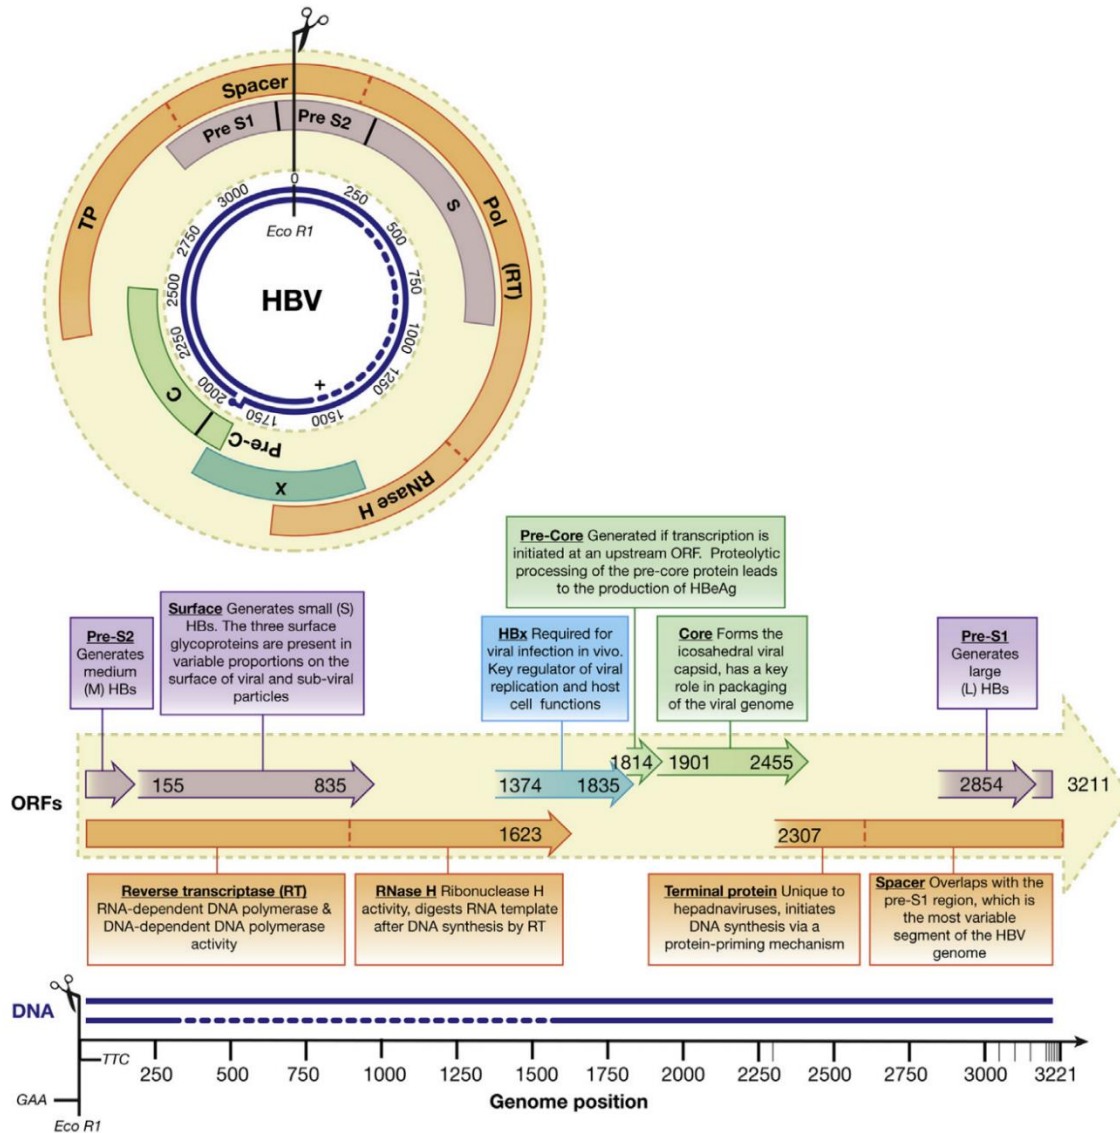 Spacer
Pre S1
Pre S2
S
Pol
(RT)
TP
RNase H
X
C
Pre-C
0
250
500
750
1000
1250
1500
1750
2000
2250
2500
2750
3000
Eco R1
HBV
+
Pre-Core Generated if transcription is
initiated at an upstream ORF. Proteolytic
processing of the pre-core protein leads
to the production of HBeAg
Pre-S2
Generates
medium
(M) HBs
Surface Generates small (S)
HBs. The three surface
glycoproteins are present in
variable proportions on the
surface of viral and sub-viral
particles
HBx Required for
viral infection in vivo.
Key regulator of viral
replication and host
cell functions
Core Forms the
icosahedral viral
capsid, has a key
role in packaging
of the viral genome
Pre-S1
Generates
large
(L) HBs
ORFs
155
835
1374
1835
1814
1901
2455
2854
3211
1623
2307
Reverse transcriptase (RT)
RNA-dependent DNA polymerase &
DNA-dependent DNA polymerase
activity
RNase H Ribonuclease H
activity, digests RNA template
after DNA synthesis by RT
Terminal protein Unique to
hepadnaviruses, initiates
DNA synthesis via a
protein-priming mechanism
Spacer Overlaps with the
pre-S1 region, which is
the most variable
segment of the HBV
genome
DNA
TTC
GAA
Eco R1
250 500 750 1000 1250 1500 1750 2000 2250 2500 2750 3000 3221
Genome position